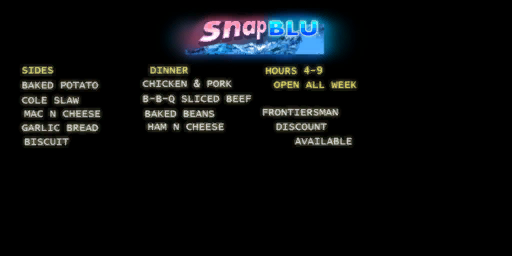 snapBLU
SIDES
BAKED POTATO
COLE SLAW
MAC N CHEESE
GARLIC BREAD
BISCUIT
DINNER
CHICKEN & PORK
B-B-Q SLICED BEEF
BAKED BEANS
HAM N CHEESE
HOURS 4-9
OPEN ALL WEEK
FRONTIERSMAN
DISCOUNT
AVAILABLE